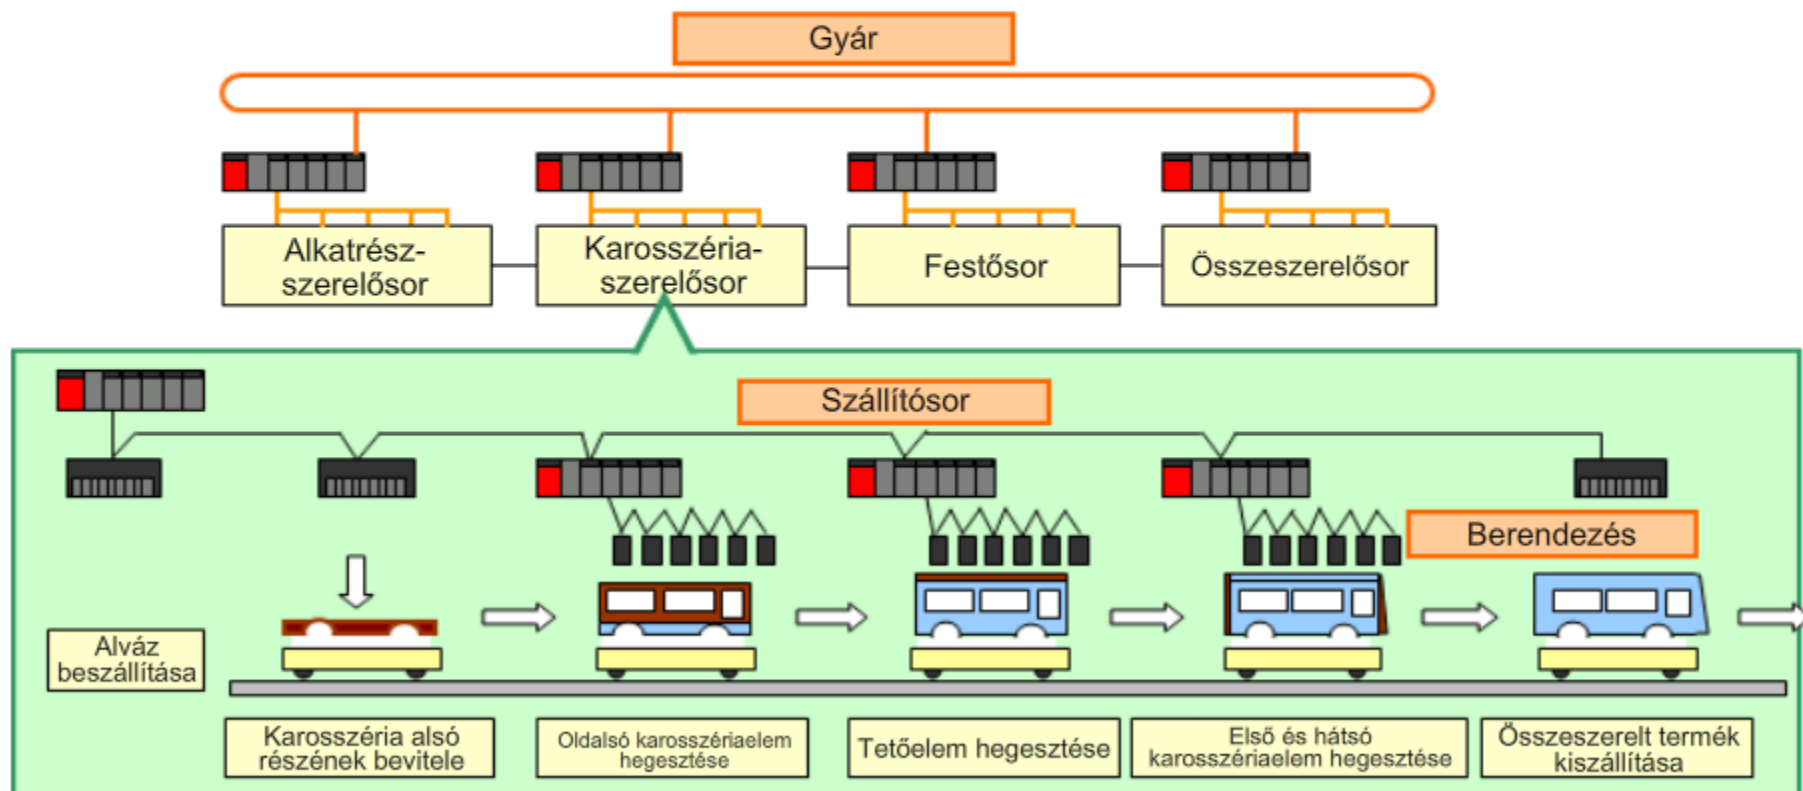 Gyár
Alkatrész-
szerelősor
Karosszéria-
szerelősor
Festősor
Összeszerelősor
Szállítósor
Berendezés
Alváz
beszállítása
Karosszéria alsó
részének bevitele
Oldalsó karosszériaelem
hegesztése
Tetőelem hegesztése
Első és hátsó
karosszériaelem hegesztése
Összeszerelt termék
kiszállítása